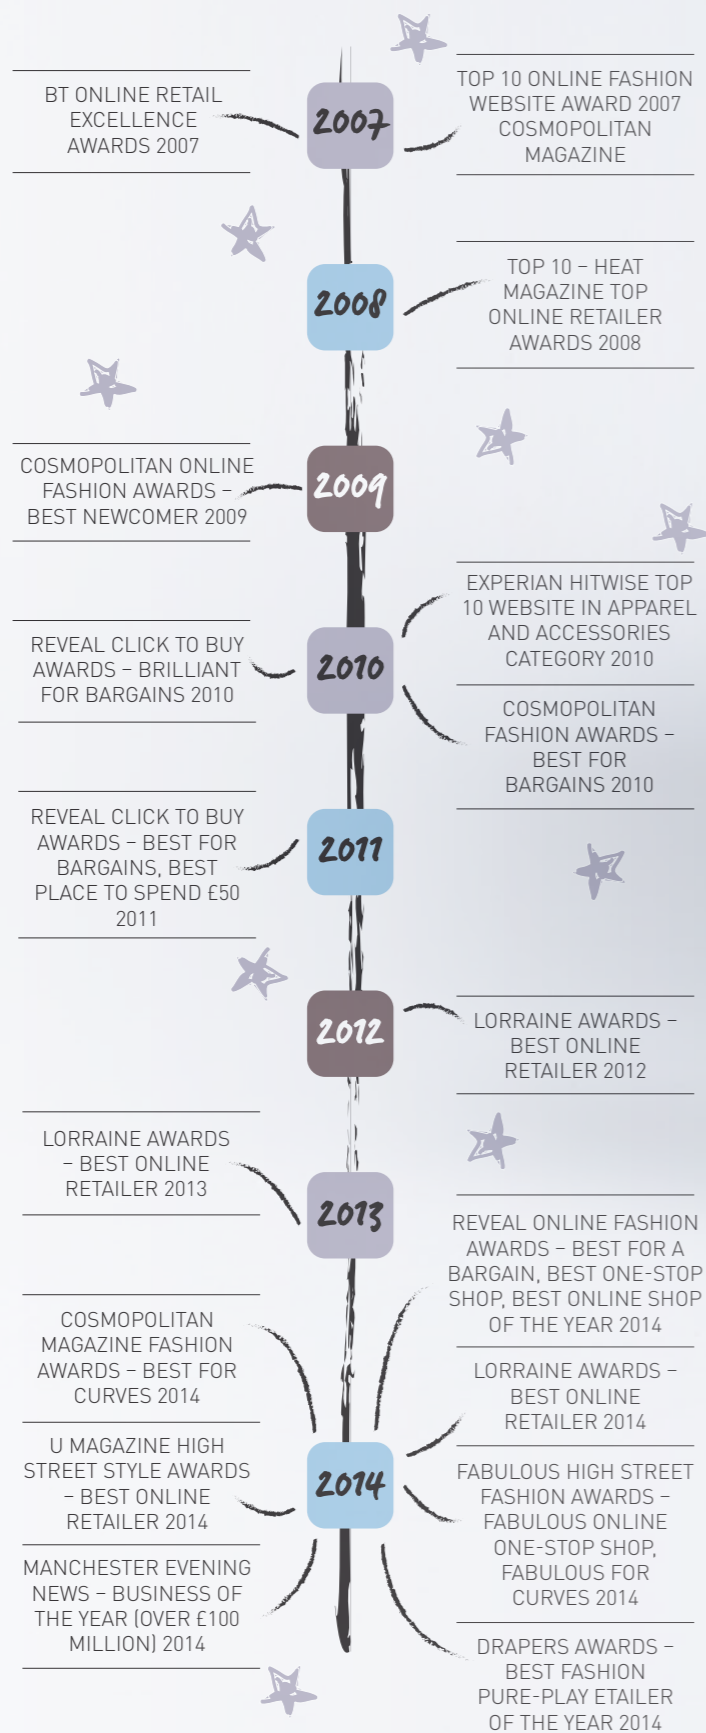 2007
BT ONLINE RETAIL
EXCELLENCE
AWARDS 2007
TOP 10 ONLINE FASHION
WEBSITE AWARD 2007
COSMOPOLITAN
MAGAZINE
2008
TOP 10 – HEAT
MAGAZINE TOP
ONLINE RETAILER
AWARDS 2008
2009
COSMOPOLITAN ONLINE
FASHION AWARDS –
BEST NEWCOMER 2009
2010
REVEAL CLICK TO BUY
AWARDS – BRILLIANT
FOR BARGAINS 2010
EXPERIAN HITWISE TOP
10 WEBSITE IN APPAREL
AND ACCESSORIES
CATEGORY 2010
COSMOPOLITAN
FASHION AWARDS –
BEST FOR
BARGAINS 2010
2011
REVEAL CLICK TO BUY
AWARDS – BEST FOR
BARGAINS, BEST
PLACE TO SPEND £50
2011
2012
LORRAINE AWARDS –
BEST ONLINE
RETAILER 2012
2013
LORRAINE AWARDS
– BEST ONLINE
RETAILER 2013
2014
COSMOPOLITAN
MAGAZINE FASHION
AWARDS – BEST FOR
CURVES 2014
U MAGAZINE HIGH
STREET STYLE AWARDS
– BEST ONLINE
RETAILER 2014
MANCHESTER EVENING
NEWS – BUSINESS OF
THE YEAR (OVER £100
MILLION) 2014
REVEAL ONLINE FASHION
AWARDS – BEST FOR A
BARGAIN, BEST ONE-STOP
SHOP, BEST ONLINE SHOP
OF THE YEAR 2014
LORRAINE AWARDS –
BEST ONLINE
RETAILER 2014
FABULOUS HIGH STREET
FASHION AWARDS –
FABULOUS ONLINE
ONE-STOP SHOP,
FABULOUS FOR
CURVES 2014
DRAPERS AWARDS –
BEST FASHION
PURE-PLAY ETAILER
OF THE YEAR 2014